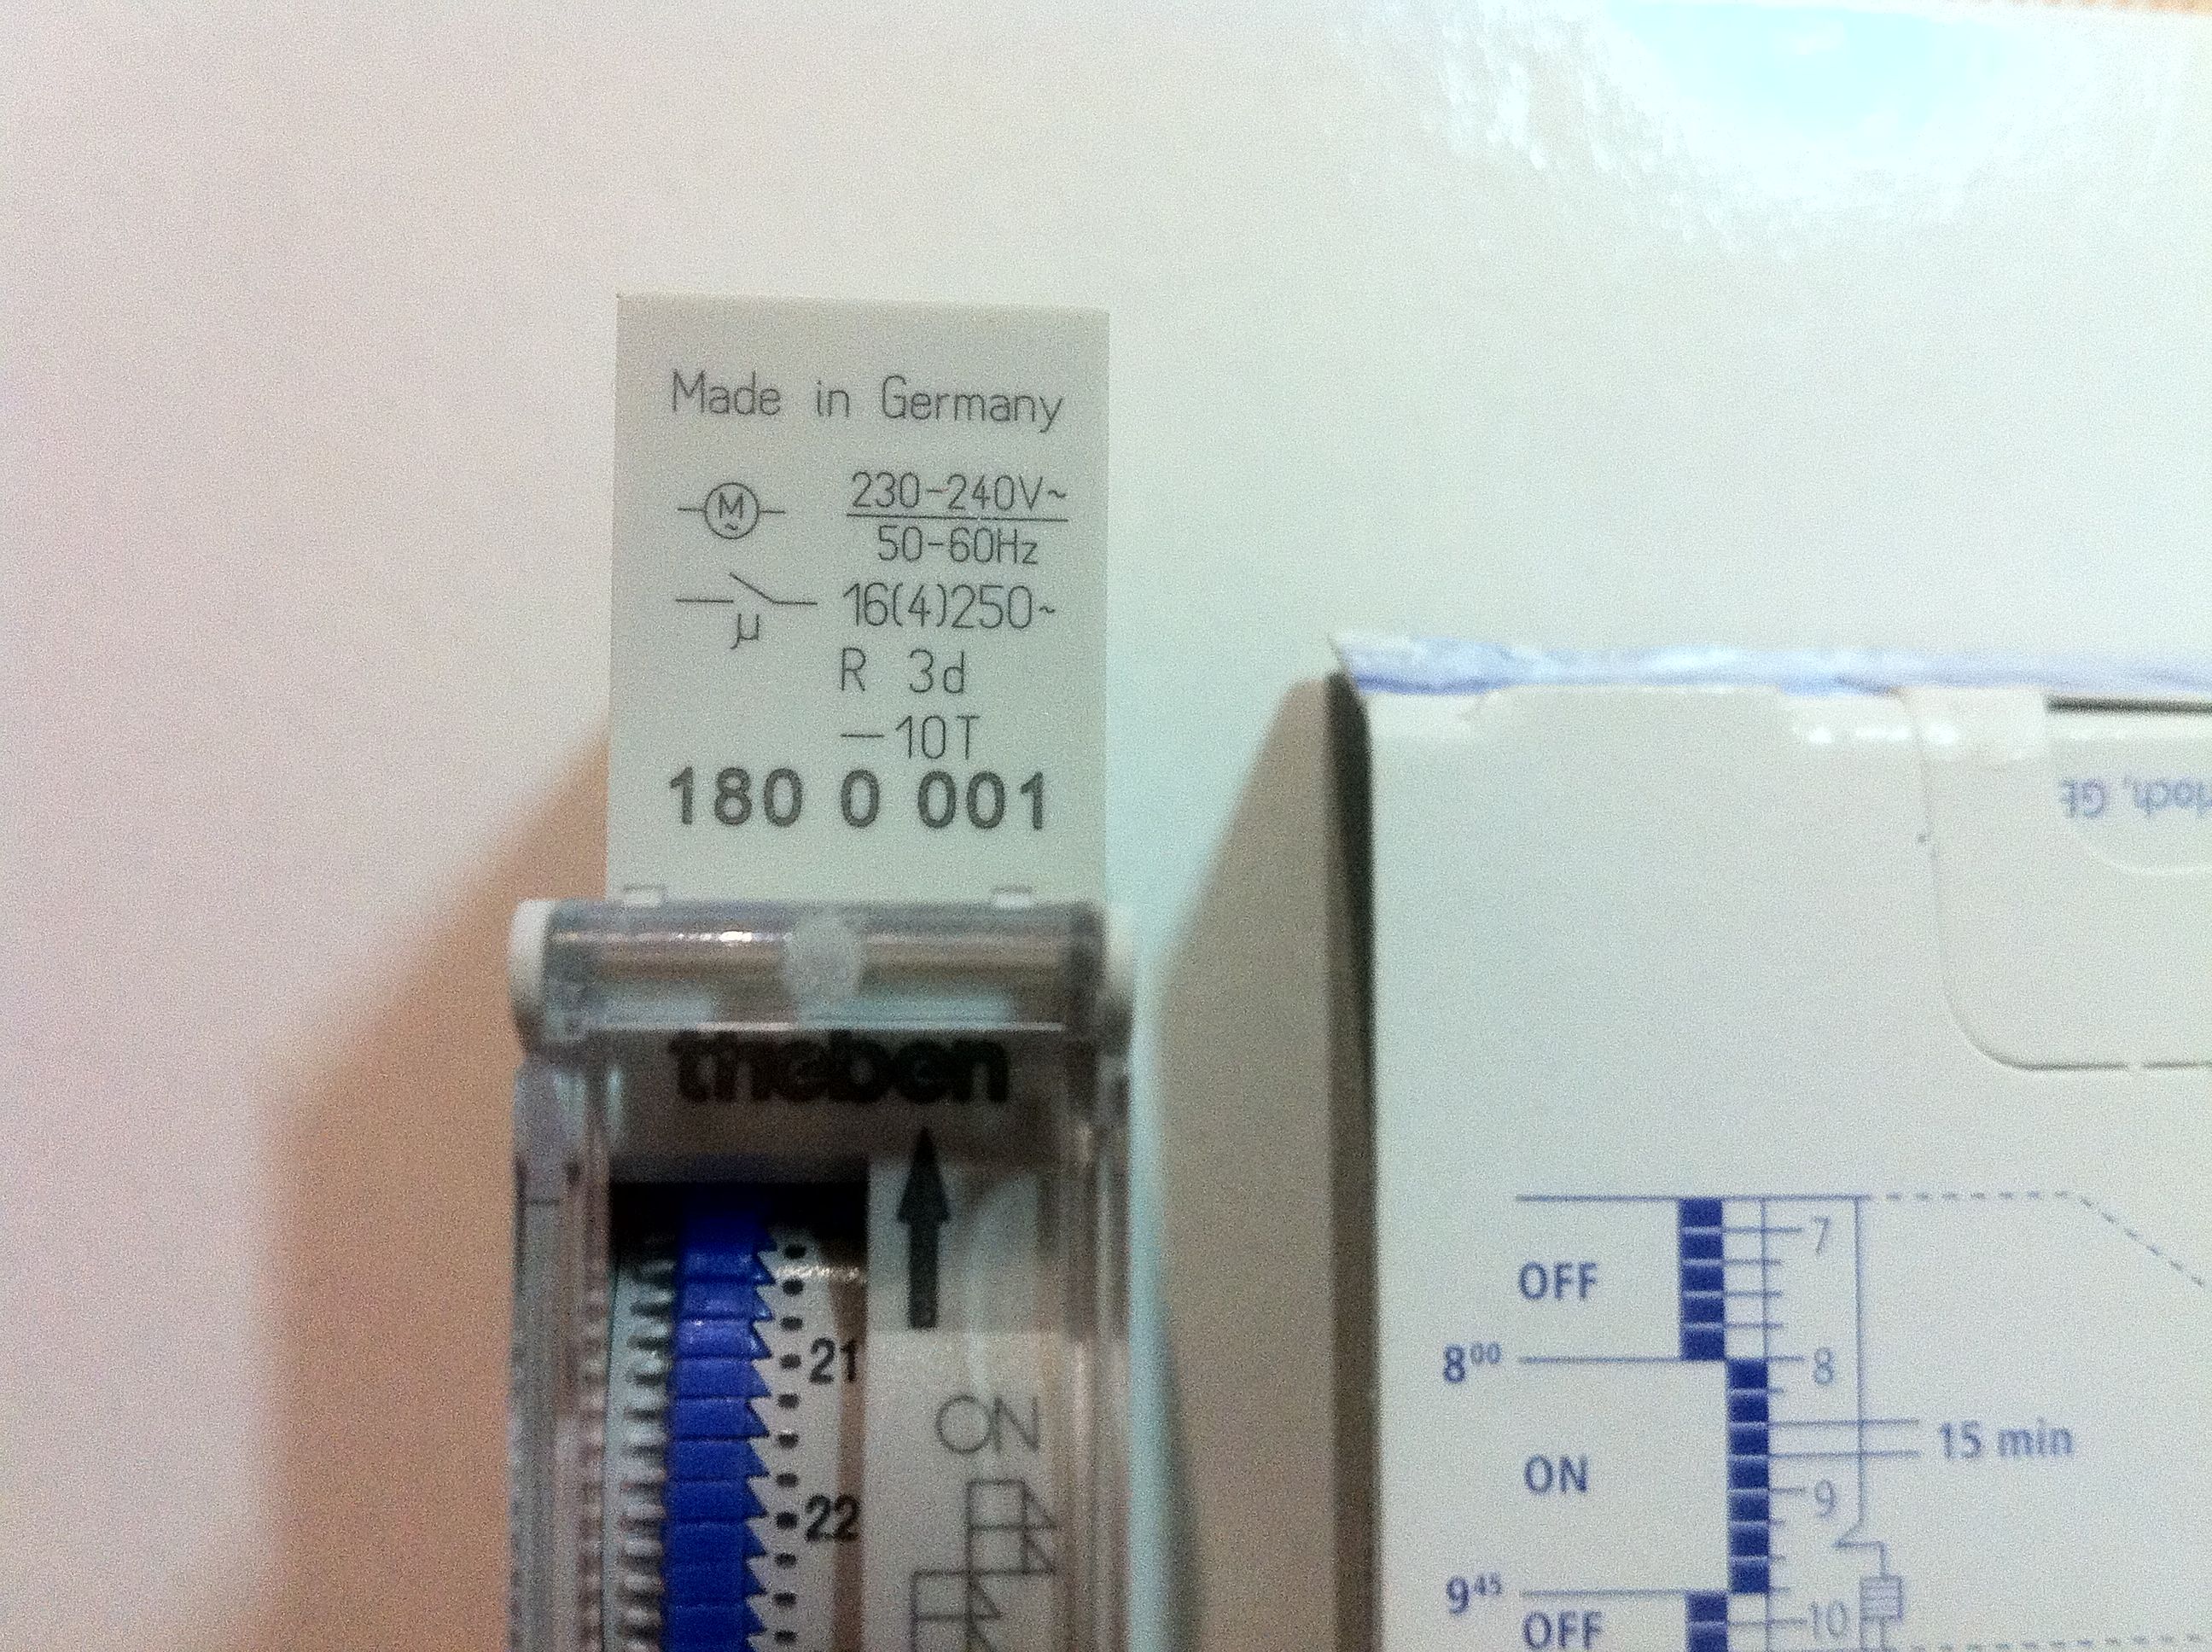 Made in Germany
M 230-240V~
50-60Hz
16(4)250~
µ
R 3d
—10T
180 0 001
theben
21
ON
22
7
OFF
8⁰⁰ 8
15 min
ON
9
9⁴⁵
OFF 10